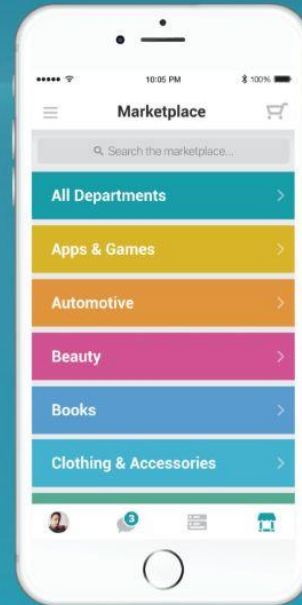 10:05 PM
100%
Marketplace
Search the marketplace...
All Departments
Apps & Games
Automotive
Beauty
Books
Clothing & Accessories
3